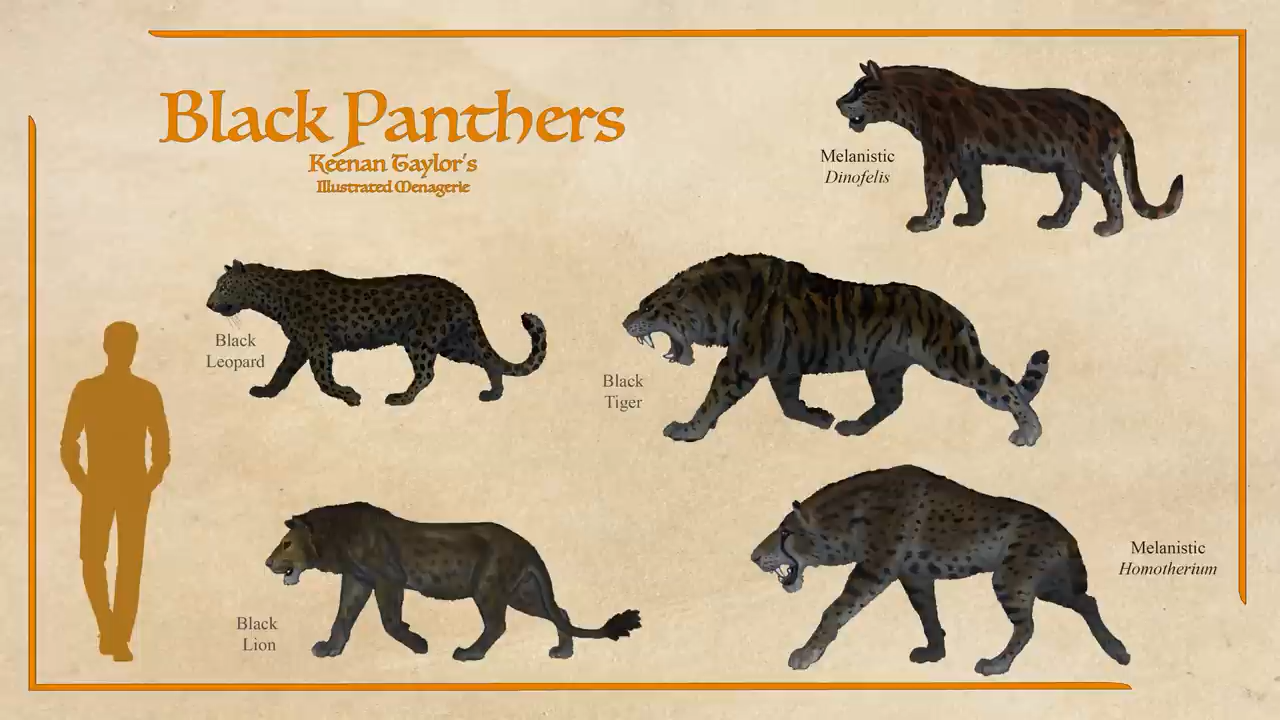 Black Panthers
Keenan Taylor's
Illustrated Menagerie
Melanistic
Dinofelis
Black
Leopard
Black
Tiger
Black
Lion
Melanistic
Homotherium